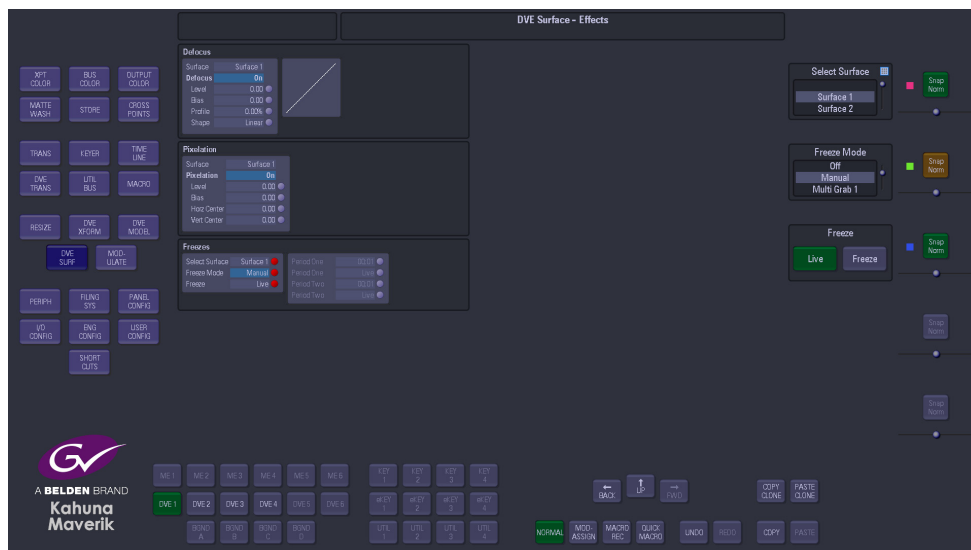 DVE Surface - Effects
XPT
COLOR
BUS
COLOR
OUTPUT
COLOR
MATTE
WASH
STORE
CROSS
POINTS
TRANS
KEYER
TIME
LINE
DVE
TRANS
UTIL
BUS
MACRO
RESIZE
DVE
XFORM
DVE
MODEL
DVE
SURF
MOD-
ULATE
PERIPH
FILING
SYS
PANEL
CONFIG
I/O
CONFIG
ENG
CONFIG
USER
CONFIG
SHORT
CUTS
Defocus
Surface Surface 1
Defocus On
Level 0.00
Bias 0.00
Profile 0.00%
Shape Linear
Pixelation
Surface Surface 1
Pixelation On
Level 0.00
Bias 0.00
Horz Center 0.00
Vert Center 0.00
Freezes
Select Surface Surface 1
Freeze Mode Manual
Freeze Live
Period One 00:01
Period One Live
Period Two 00:01
Period Two Live
Select Surface
Surface 1
Surface 2
Snap
Norm
Freeze Mode
Off
Manual
Multi Grab 1
Snap
Norm
Freeze
Live Freeze
Snap
Norm
Snap
Norm
Snap
Norm
GV
A BELDEN BRAND
Kahuna
Maverik
ME 1 ME 2 ME 3 ME 4 ME 5 ME 6
DVE 1 DVE 2 DVE 3 DVE 4 DVE 5 DVE 6
BOND
A
BOND
B
BOND
C
BOND
D
KEY
1
KEY
2
KEY
3
KEY
4
eKEY
1
eKEY
2
eKEY
3
eKEY
4
UTIL
1
UTIL
2
UTIL
3
UTIL
4
←
BACK
↑
UP
→
FWD
COPY
CLONE
PASTE
CLONE
NORMAL
MOD-
ASSIGN
MACRO
REC
QUICK
MACRO
UNDO
REDO
COPY
PASTE